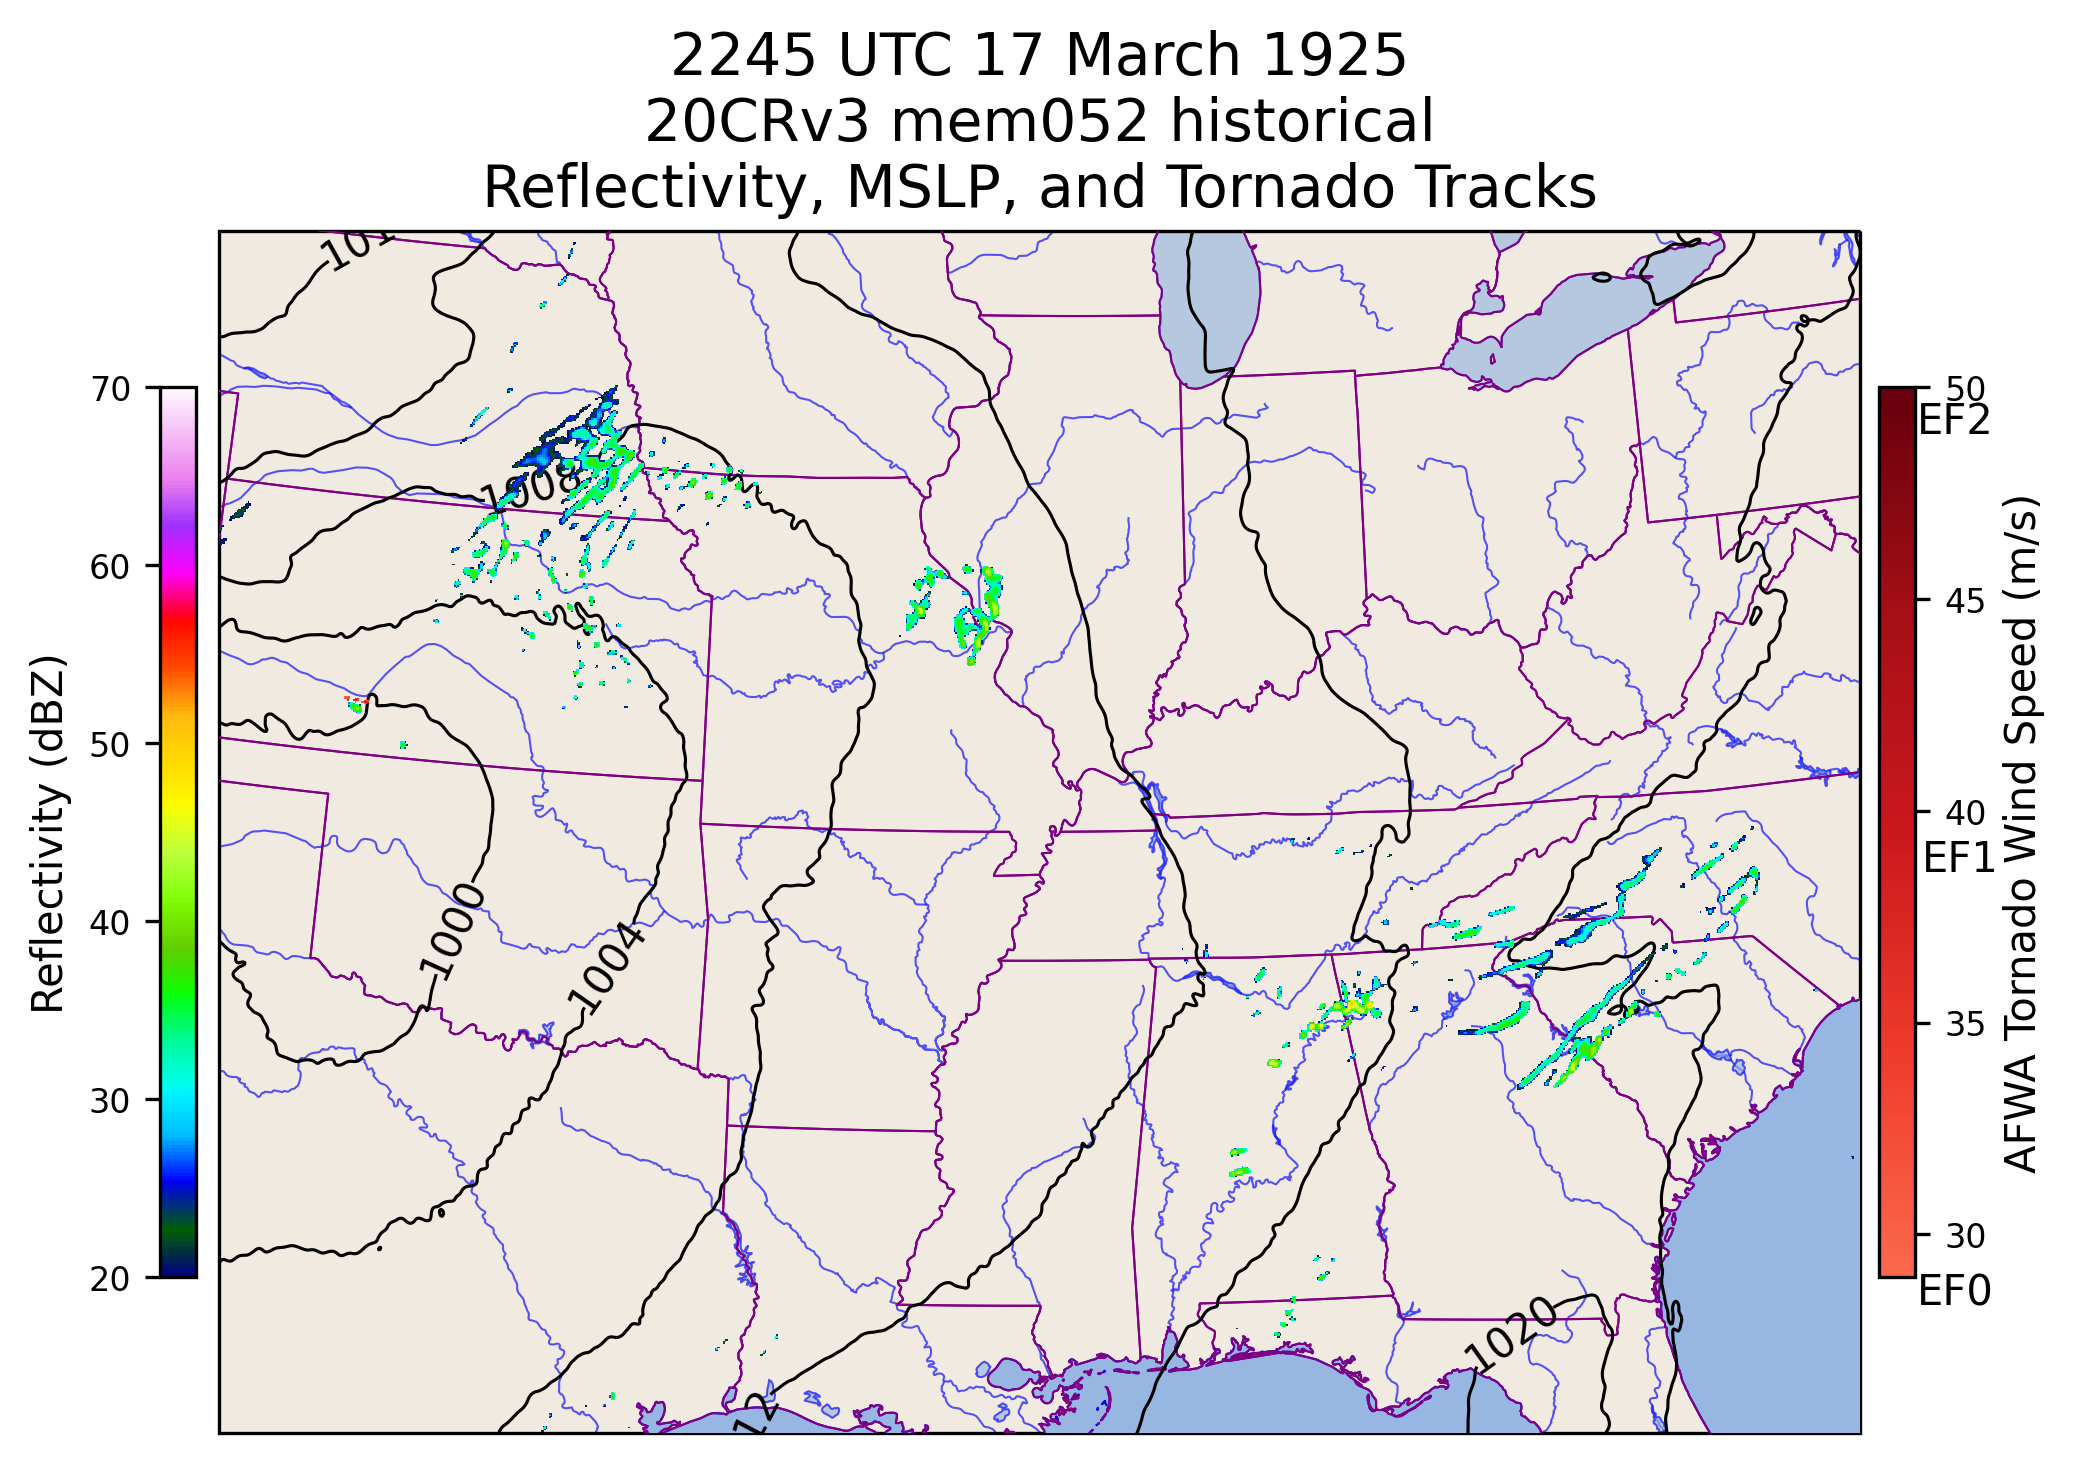 2245 UTC 17 March 1925
20CRv3 mem052 historical
Reflectivity, MSLP, and Tornado Tracks
101
1008
1000
1004
1020
12
Reflectivity (dBZ)
70
60
50
40
30
20
50
EF2
45
40
EF1
35
30
EF0
AFWA Tornado Wind Speed (m/s)